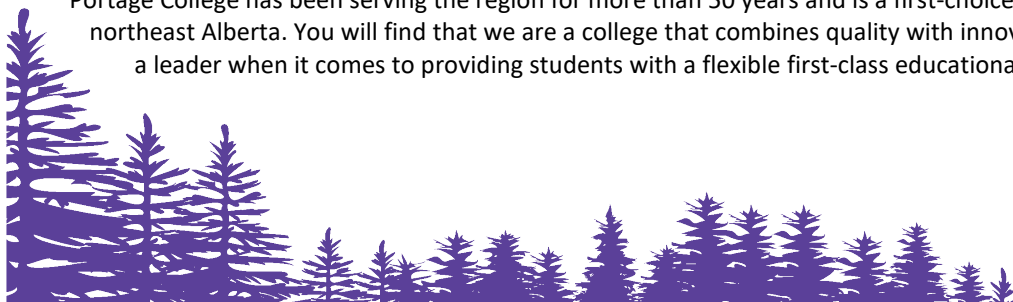 Portage College has been serving the region for more than 50 years and is a first-choice
northeast Alberta. You will find that we are a college that combines quality with
a leader when it comes to providing students with a flexible first-class